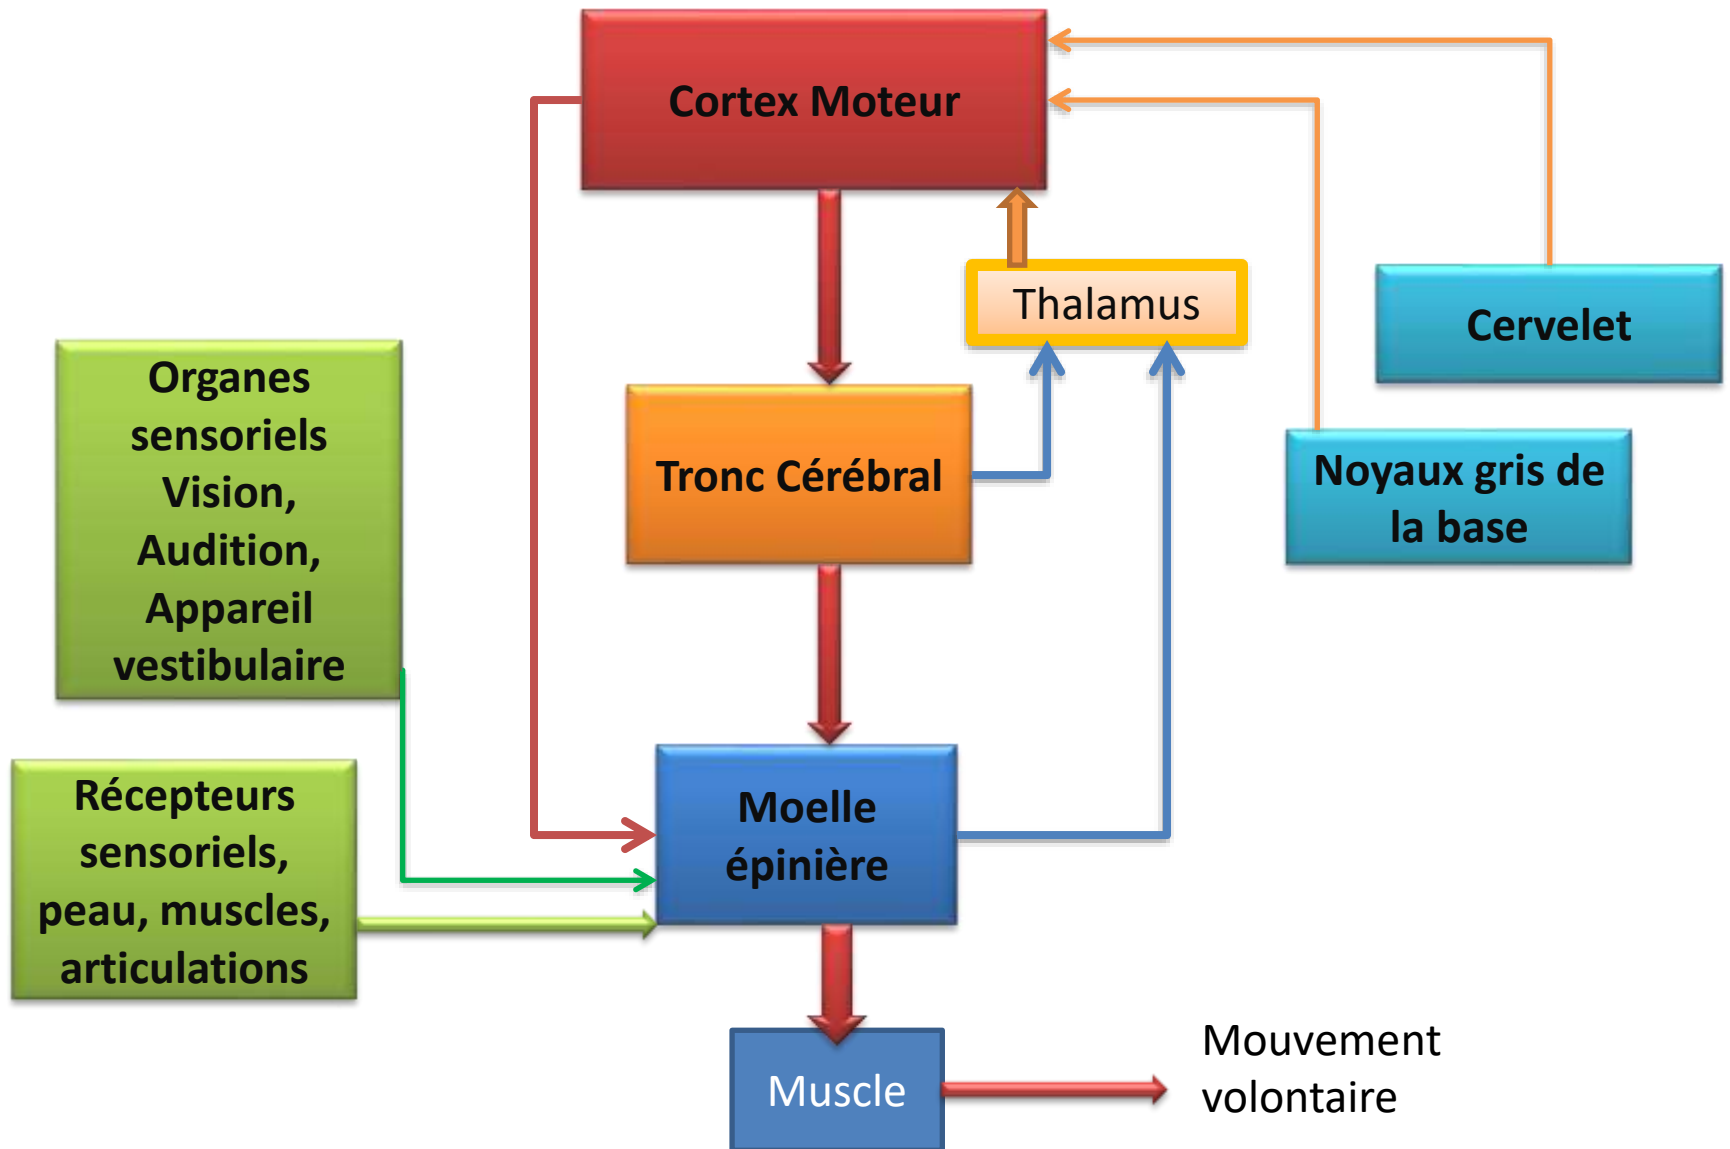 Cortex Moteur
Thalamus
Cervelet
Organes
sensoriels
Vision,
Audition,
Appareil
vestibulaire
Tronc Cérébral
Noyaux gris de
la base
Récepteurs
sensoriels,
peau, muscles,
articulations
Moelle
épinière
Muscle
Mouvement
volontaire